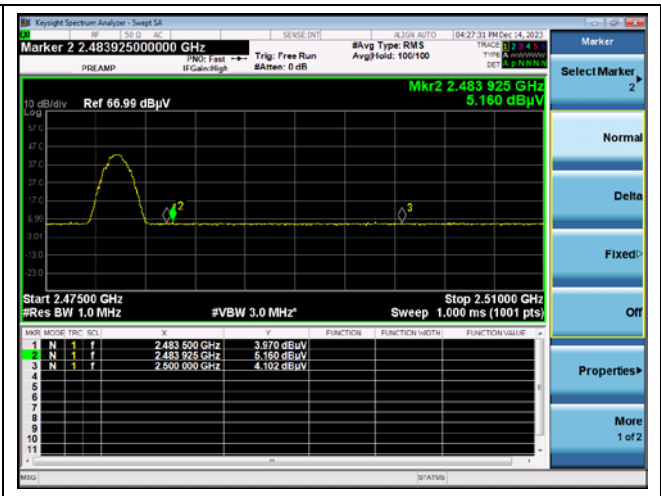 Keysight Spectrum Analyzer - Swept SA
RF 50 Ω AC SENSE:INT ALIGN AUTO 04:27:31 PM Dec 14, 2023
Marker 2 2.483925000000 GHz
PREAMP
PNO: Fast
IFGain:High
Trig: Free Run
#Atten: 0 dB
#Avg Type: RMS
Avg|Hold: 100/100
TRACE 1 2 3 4 5 6
TYPE A
DET A P N N N N
Mkr2 2.483 925 GHz
5.160 dBµV
10 dB/div Ref 66.99 dBµV
Log
57.0
47.0
37.0
27.0
17.0
6.99
-3.01
-13.0
-23.0
1
2
3
Start 2.47500 GHz Stop 2.51000 GHz
#Res BW 1.0 MHz #VBW 3.0 MHz* Sweep 1.000 ms (1001 pts)
MKR MODE TRC SCL X Y FUNCTION FUNCTION WIDTH FUNCTION VALUE
1 N 1 f 2.483 500 GHz 3.970 dBµV
2 N 1 f 2.483 925 GHz 5.160 dBµV
3 N 1 f 2.500 000 GHz 4.102 dBµV
4
5
6
7
8
9
10
11
MSG STATUS
Marker
Select Marker
2
Normal
Delta
Fixed
Off
Properties
More
1 of 2